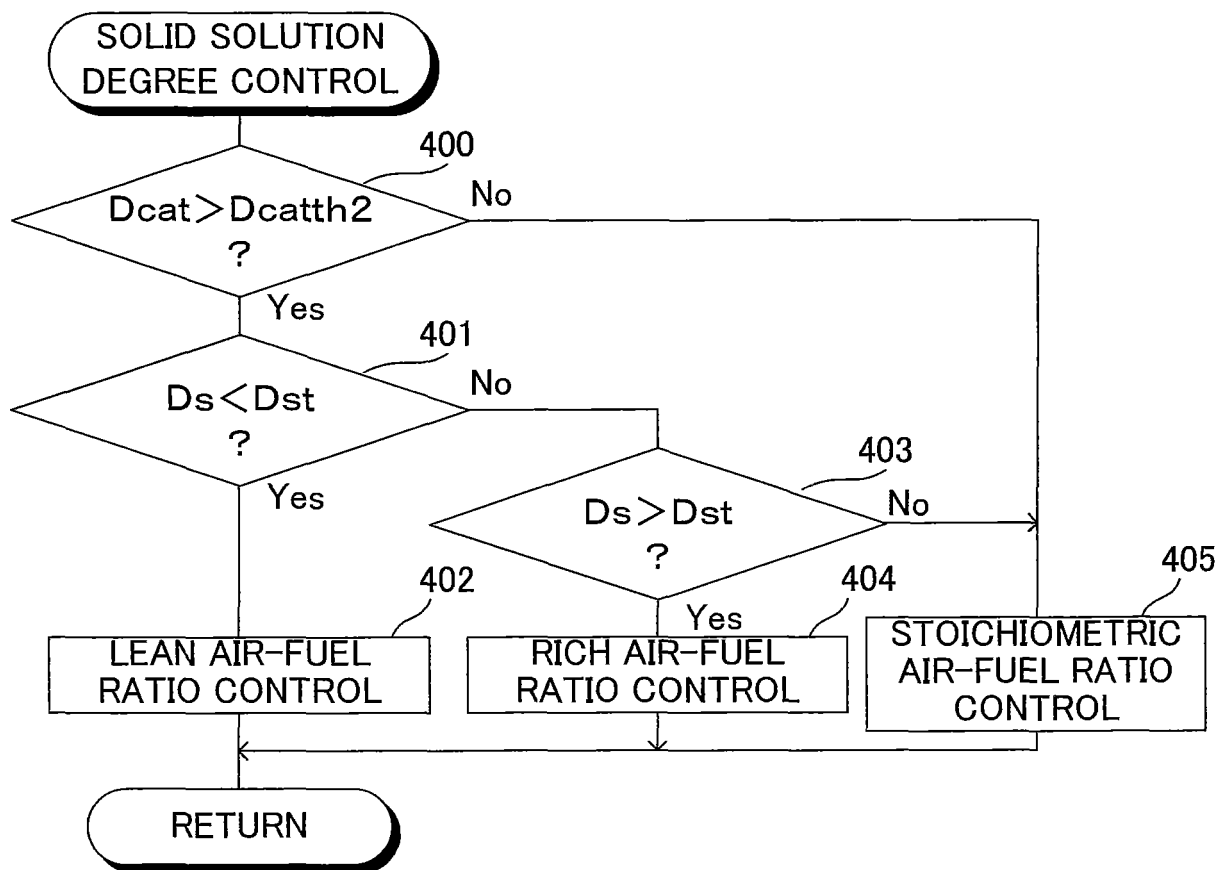 SOLID SOLUTION
DEGREE CONTROL
400
Dcat>Dcatth2
?
No
Yes
401
Ds<Dst
?
No
Yes
403
Ds>Dst
?
No
Yes
402
LEAN AIR-FUEL
RATIO CONTROL
404
RICH AIR-FUEL
RATIO CONTROL
405
STOICHIOMETRIC
AIR-FUEL RATIO
CONTROL
RETURN